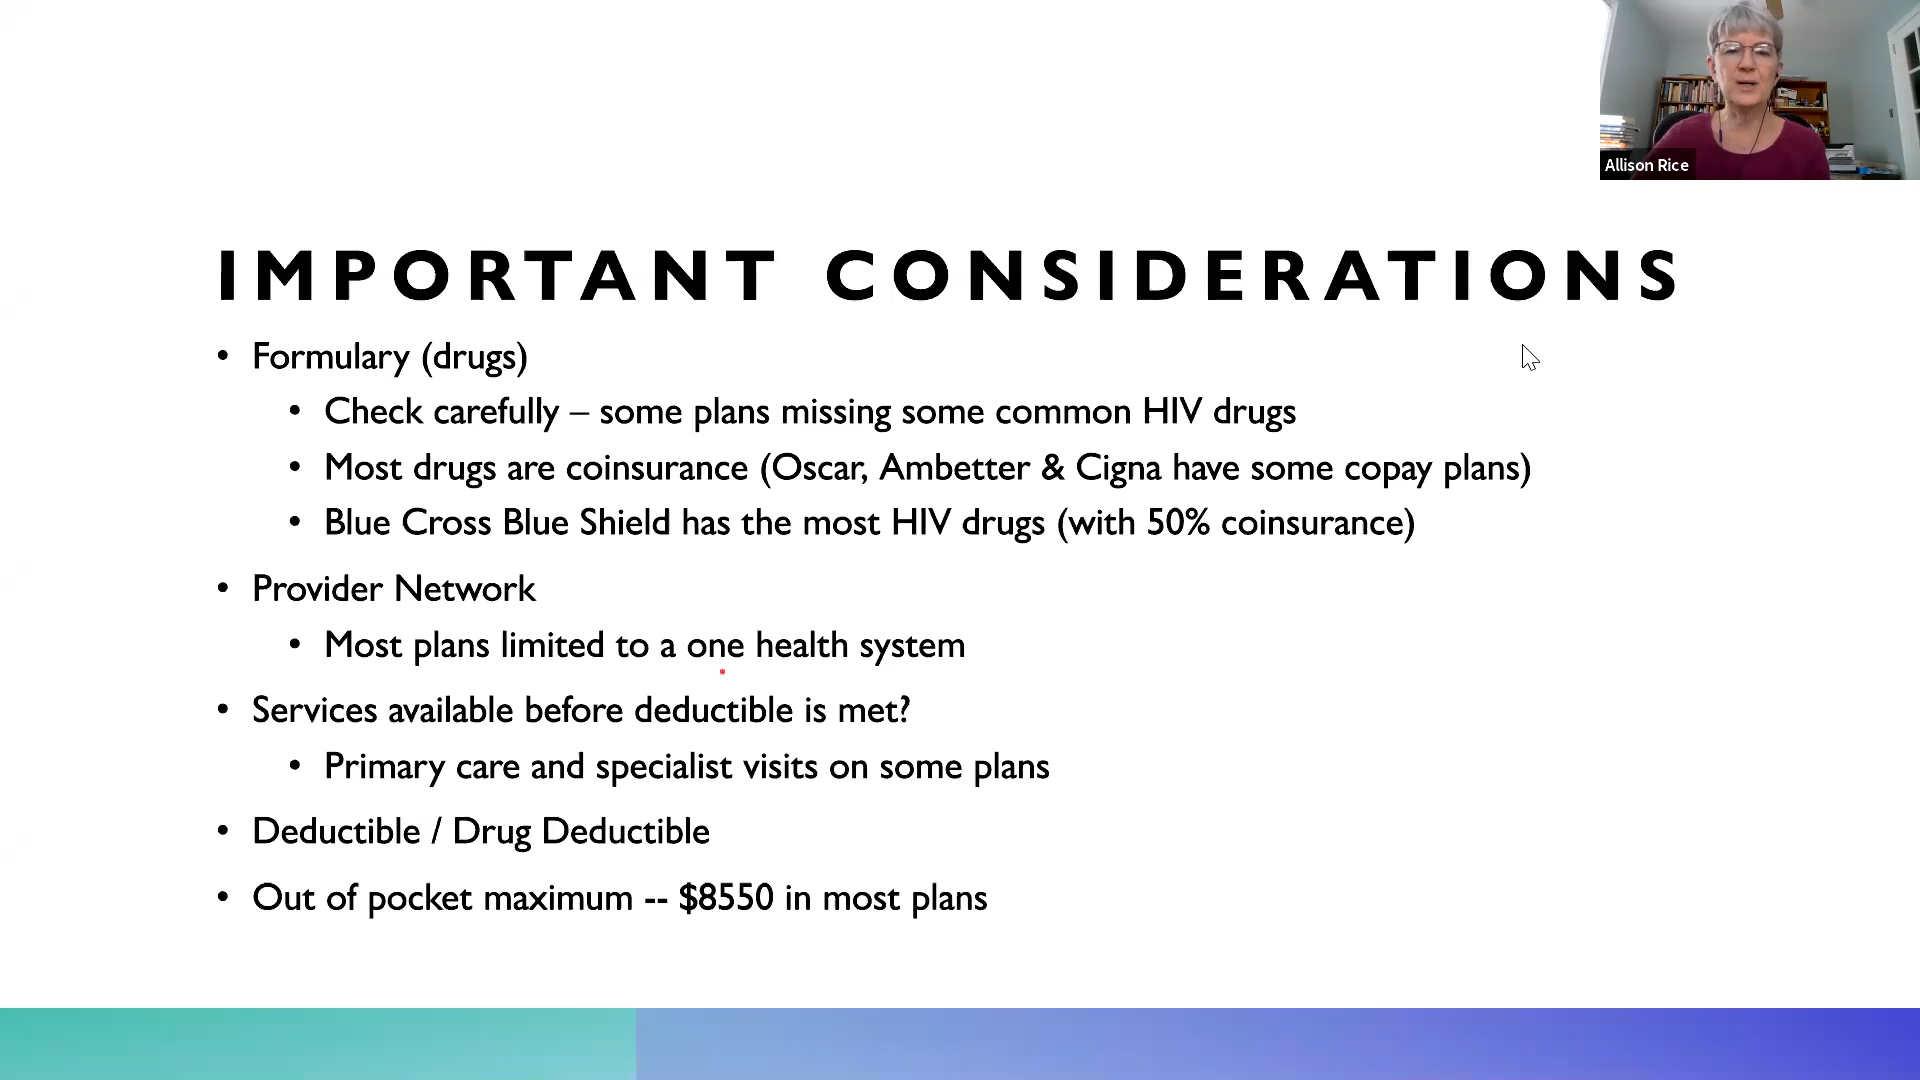 Allison Rice
IMPORTANT CONSIDERATIONS
• Formulary (drugs)
• Check carefully – some plans missing some common HIV drugs
• Most drugs are coinsurance (Oscar, Ambetter & Cigna have some copay plans)
• Blue Cross Blue Shield has the most HIV drugs (with 50% coinsurance)
• Provider Network
• Most plans limited to a one health system
• Services available before deductible is met?
• Primary care and specialist visits on some plans
• Deductible / Drug Deductible
• Out of pocket maximum -- $8550 in most plans